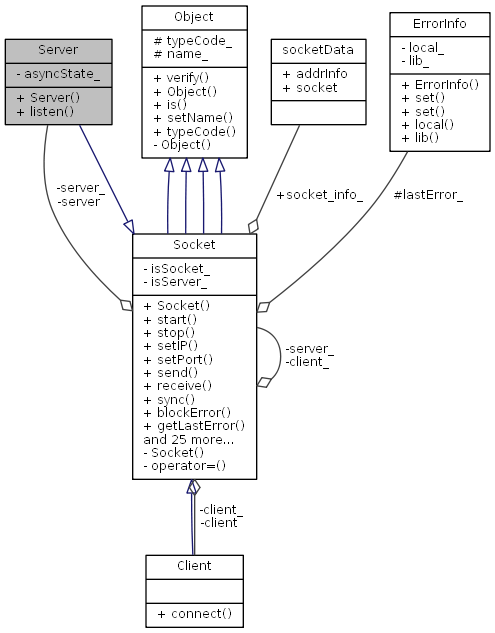 Server
- asyncState_
+ Server()
+ listen()
Object
# typeCode_
# name_
+ verify()
+ Object()
+ is()
+ setName()
+ typeCode()
- Object()
socketData
+ addrInfo
+ socket
ErrorInfo
- local_
- lib_
+ ErrorInfo()
+ set()
+ set()
+ local()
+ lib()
-server_
-server
+socket_info_
#lastError_
Socket
- isSocket_
- isServer_
+ Socket()
+ start()
+ stop()
+ setIP()
+ setPort()
+ send()
+ receive()
+ sync()
+ blockError()
+ getLastError()
and 25 more...
- Socket()
- operator=()
-server_
-client_
-client_
-client
Client
+ connect()